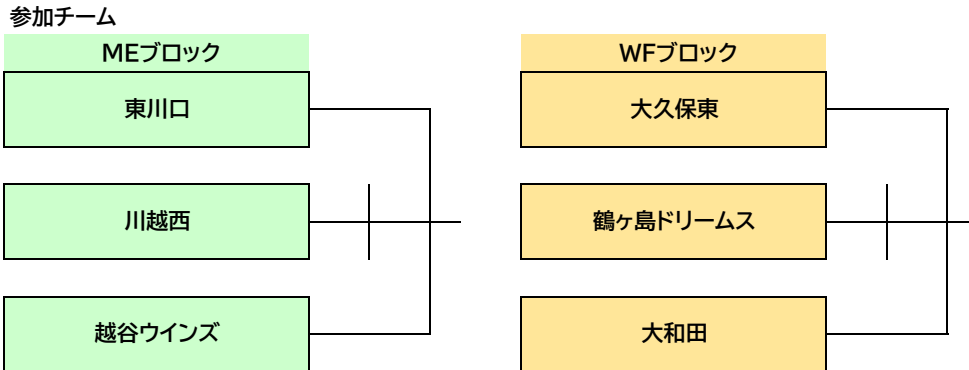 参加チーム
MEブロック
WFブロック
東川口
大久保東
川越西
鶴ヶ島ドリームス
越谷ウインズ
大和田